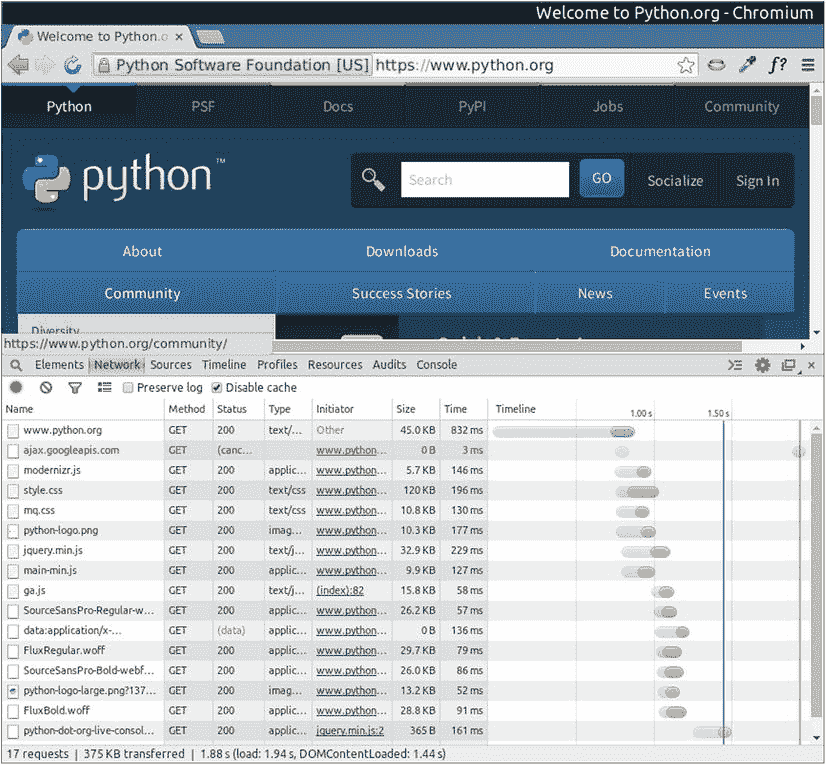 Welcome to Python.org - Chromium
Welcome to Python.o ×
Python Software Foundation [US] https://www.python.org f?
Python PSF Docs PyPI Jobs Community
python™ Search GO Socialize Sign In
About Downloads Documentation
Community Success Stories News Events
Diversity
https://www.python.org/community/
Elements Network Sources Timeline Profiles Resources Audits Console
Preserve log Disable cache
Name Method Status Type Initiator Size Time Timeline 1.00 s 1.50 s
www.python.org GET 200 text/... Other 45.0 KB 832 ms
ajax.googleapis.com GET (canc... www.python... 0 B 3 ms
modernizr.js GET 200 applic... www.python... 5.7 KB 146 ms
style.css GET 200 text/css www.python... 120 KB 196 ms
mq.css GET 200 text/css www.python... 10.8 KB 130 ms
python-logo.png GET 200 imag... www.python... 10.3 KB 177 ms
jquery.min.js GET 200 text/j... www.python... 32.9 KB 229 ms
main-min.js GET 200 applic... www.python... 9.9 KB 127 ms
ga.js GET 200 text/j... (index):82 15.8 KB 58 ms
SourceSansPro-Regular-w... GET 200 applic... www.python... 26.2 KB 57 ms
data:application/x-... GET (data) applic... www.python... 0 B 136 ms
FluxRegular.woff GET 200 applic... www.python... 29.7 KB 79 ms
SourceSansPro-Bold-webf... GET 200 applic... www.python... 26.0 KB 86 ms
python-logo-large.png?137... GET 200 imag... www.python... 13.2 KB 52 ms
FluxBold.woff GET 200 applic... www.python... 28.8 KB 91 ms
python-dot-org-live-consol... GET 200 applic... jquery.min.js:2 365 B 161 ms
17 requests | 375 KB transferred | 1.88 s (load: 1.94 s, DOMContentLoaded: 1.44 s)